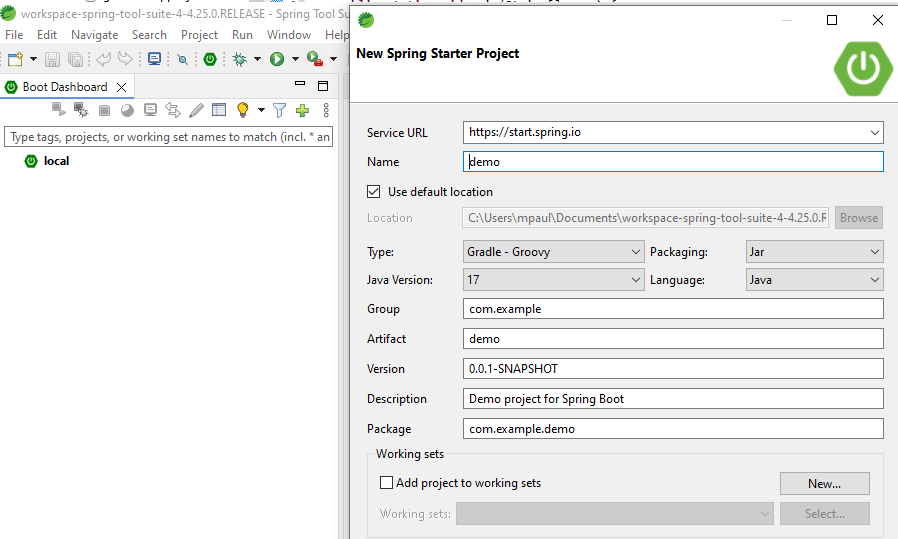 workspace-spring-tool-suite-4-4.25.0.RELEASE - Spring Tool Sui
File Edit Navigate Search Project Run Window Help
Boot Dashboard
Type tags, projects, or working set names to match (incl. * an
local
New Spring Starter Project
Service URL https://start.spring.io
Name demo
Use default location
Location C:\Users\mpaul\Documents\workspace-spring-tool-suite-4-4.25.0.R Browse
Type: Gradle - Groovy Packaging: Jar
Java Version: 17 Language: Java
Group com.example
Artifact demo
Version 0.0.1-SNAPSHOT
Description Demo project for Spring Boot
Package com.example.demo
Working sets
Add project to working sets New...
Working sets: Select...